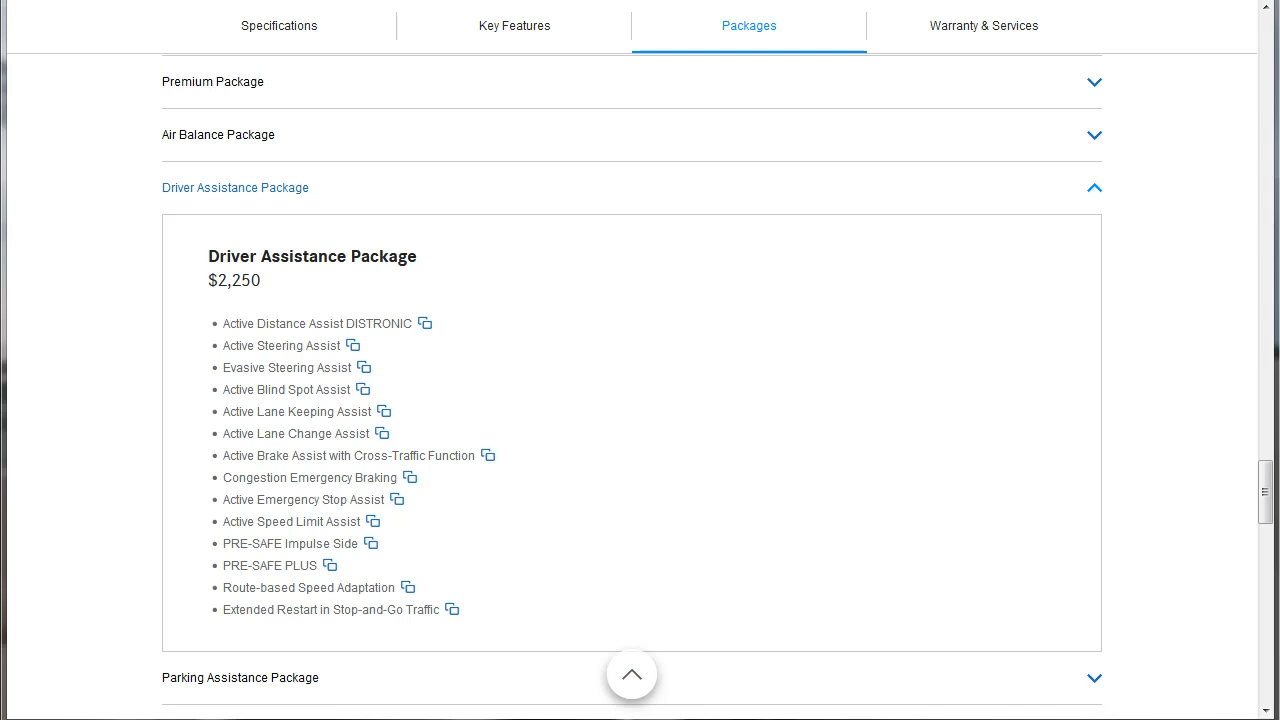 Specifications
Key Features
Packages
Warranty & Services
Premium Package
Air Balance Package
Driver Assistance Package
Driver Assistance Package
$2,250
Active Distance Assist DISTRONIC
Active Steering Assist
Evasive Steering Assist
Active Blind Spot Assist
Active Lane Keeping Assist
Active Lane Change Assist
Active Brake Assist with Cross-Traffic Function
Congestion Emergency Braking
Active Emergency Stop Assist
Active Speed Limit Assist
PRE-SAFE Impulse Side
PRE-SAFE PLUS
Route-based Speed Adaptation
Extended Restart in Stop-and-Go Traffic
Parking Assistance Package